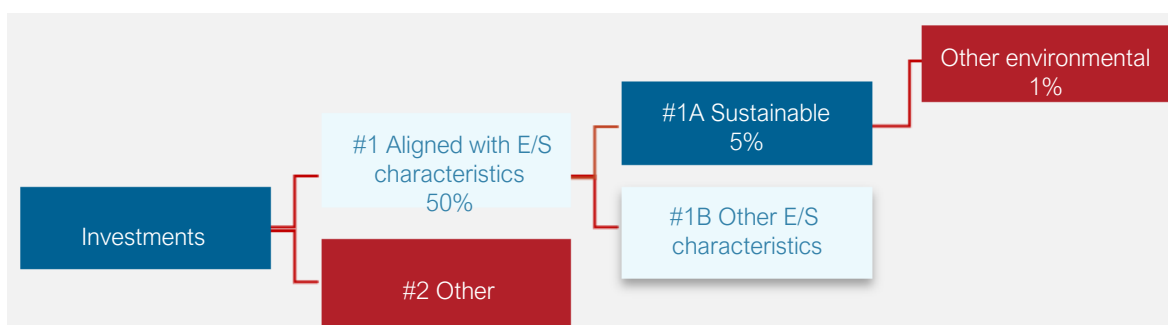 Investments
#1 Aligned with E/S
characteristics
50%
#2 Other
#1A Sustainable
5%
#1B Other E/S
characteristics
Other environmental
1%